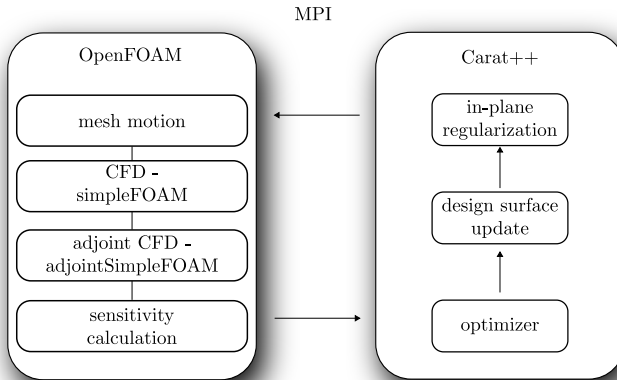 MPI
OpenFOAM
mesh motion
CFD -
simpleFOAM
adjoint CFD -
adjointSimpleFOAM
sensitivity
calculation
Carat++
in-plane
regularization
design surface
update
optimizer